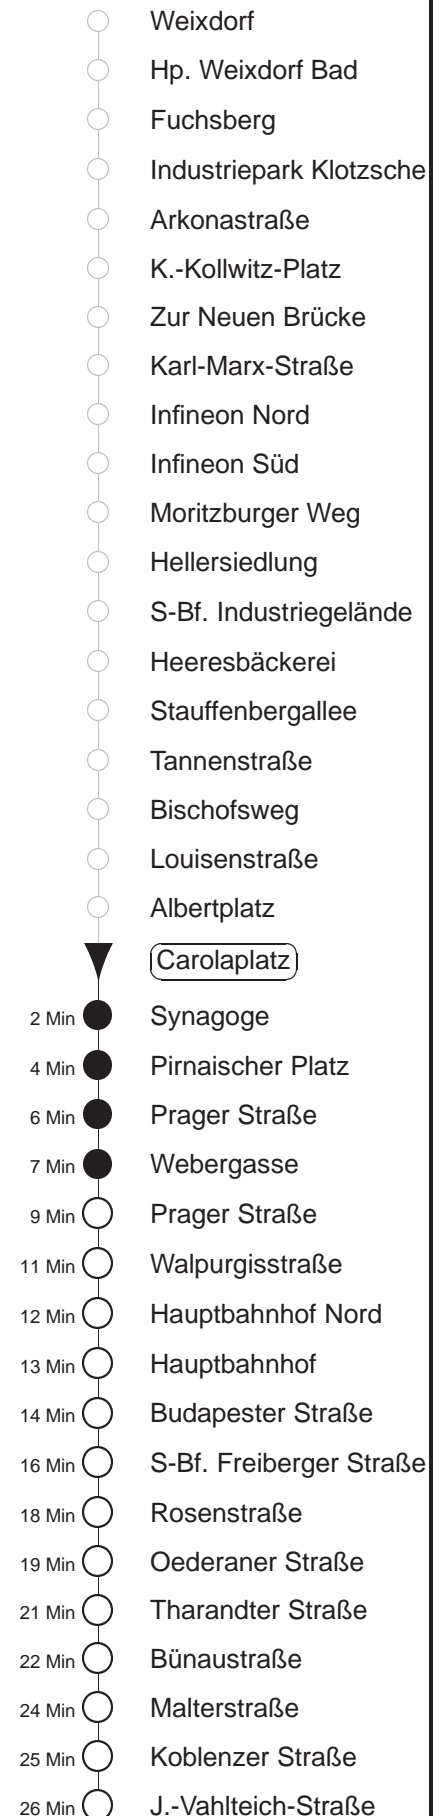 Weixdorf
Hp. Weixdorf Bad
Fuchsberg
Industriepark Klotzsche
Arkonastraße
K.-Kollwitz-Platz
Zur Neuen Brücke
Karl-Marx-Straße
Infineon Nord
Infineon Süd
Moritzburger Weg
Hellersiedlung
S-Bf. Industriegelände
Heeresbäckerei
Stauffenbergallee
Tannenstraße
Bischofsweg
Louisenstraße
Albertplatz
Carolaplatz
2 Min Synagoge
4 Min Pirnaischer Platz
6 Min Prager Straße
7 Min Webergasse
9 Min Prager Straße
11 Min Walpurgisstraße
12 Min Hauptbahnhof Nord
13 Min Hauptbahnhof
14 Min Budapester Straße
16 Min S-Bf. Freiberger Straße
18 Min Rosenstraße
19 Min Oederaner Straße
21 Min Tharandter Straße
22 Min Bünaustraße
24 Min Malterstraße
25 Min Koblenzer Straße
26 Min J.-Vahlteich-Straße